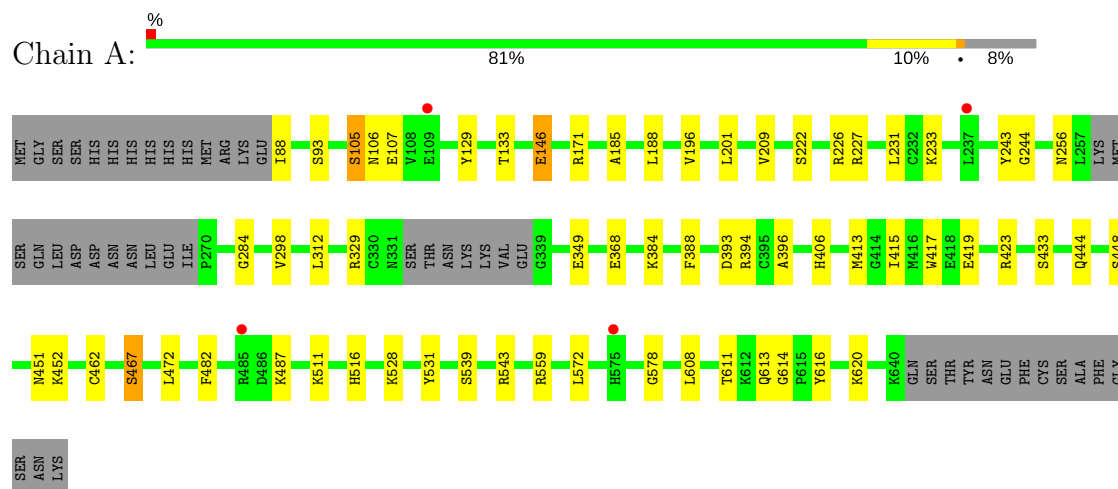 %
Chain A:
81% 10% • 8%
MET GLY SER SER HIS HIS HIS HIS HIS HIS MET ARG LYS GLU I88 S93 S105 N106 E107 V108 E109 Y129 T133 E146 R171 A185 L188 V196 L201 V209 S222 R226 R227 L231 C232 K233 L237 Y243 G244 N256 L257 LYS MET
SER GLN LEU ASP ASP ASN ASN LEU GLU ILE P270 G284 V298 L312 R329 C330 N331 SER THR ASN LYS LYS VAL GLU G339 E349 E368 K384 F388 D393 R394 C395 A396 H406 M413 G414 I415 M416 W417 E418 E419 R423 S433 Q444 S448
N451 K452 C462 S467 L472 F482 R485 D486 K487 K511 H516 K528 Y531 S539 R543 R559 L572 H575 G578 L608 T611 K612 Q613 G614 P615 Y616 K620 K640 GLN SER THR TYR ASN GLU PHE CYS SER ALA PHE GLY
SER ASN LYS